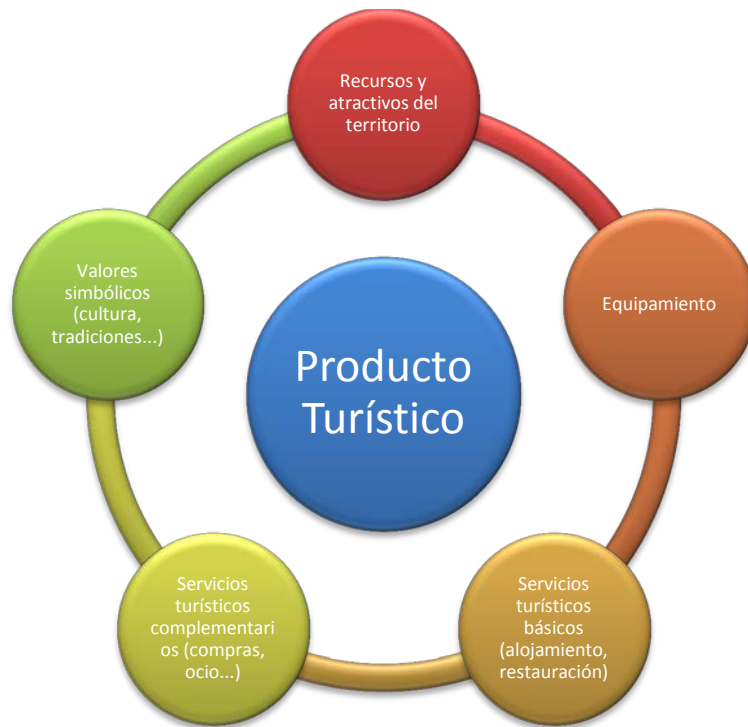 Recursos y
atractivos del
territorio
Equipamiento
Servicios
turísticos
básicos
(alojamiento,
restauración)
Servicios
turísticos
complementari
os (compras,
ocio...)
Valores
simbólicos
(cultura,
tradiciones...)
Producto
Turístico